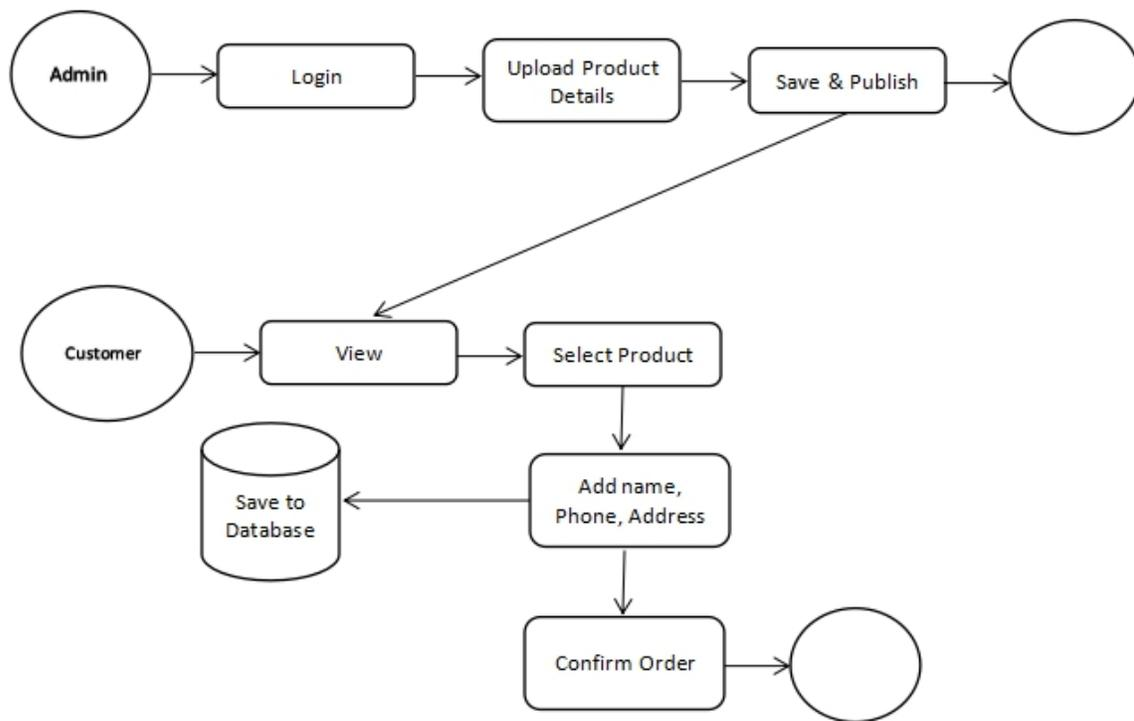 Admin
Login
Upload Product
Details
Save & Publish
Customer
View
Select Product
Save to
Database
Add name,
Phone, Address
Confirm Order